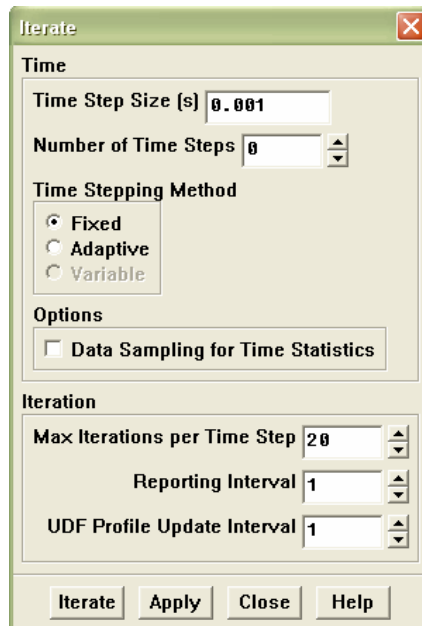 Iterate
Time
Time Step Size (s) 0.001
Number of Time Steps 0
Time Stepping Method
Fixed
Adaptive
Variable
Options
Data Sampling for Time Statistics
Iteration
Max Iterations per Time Step 20
Reporting Interval 1
UDF Profile Update Interval 1
Iterate Apply Close Help